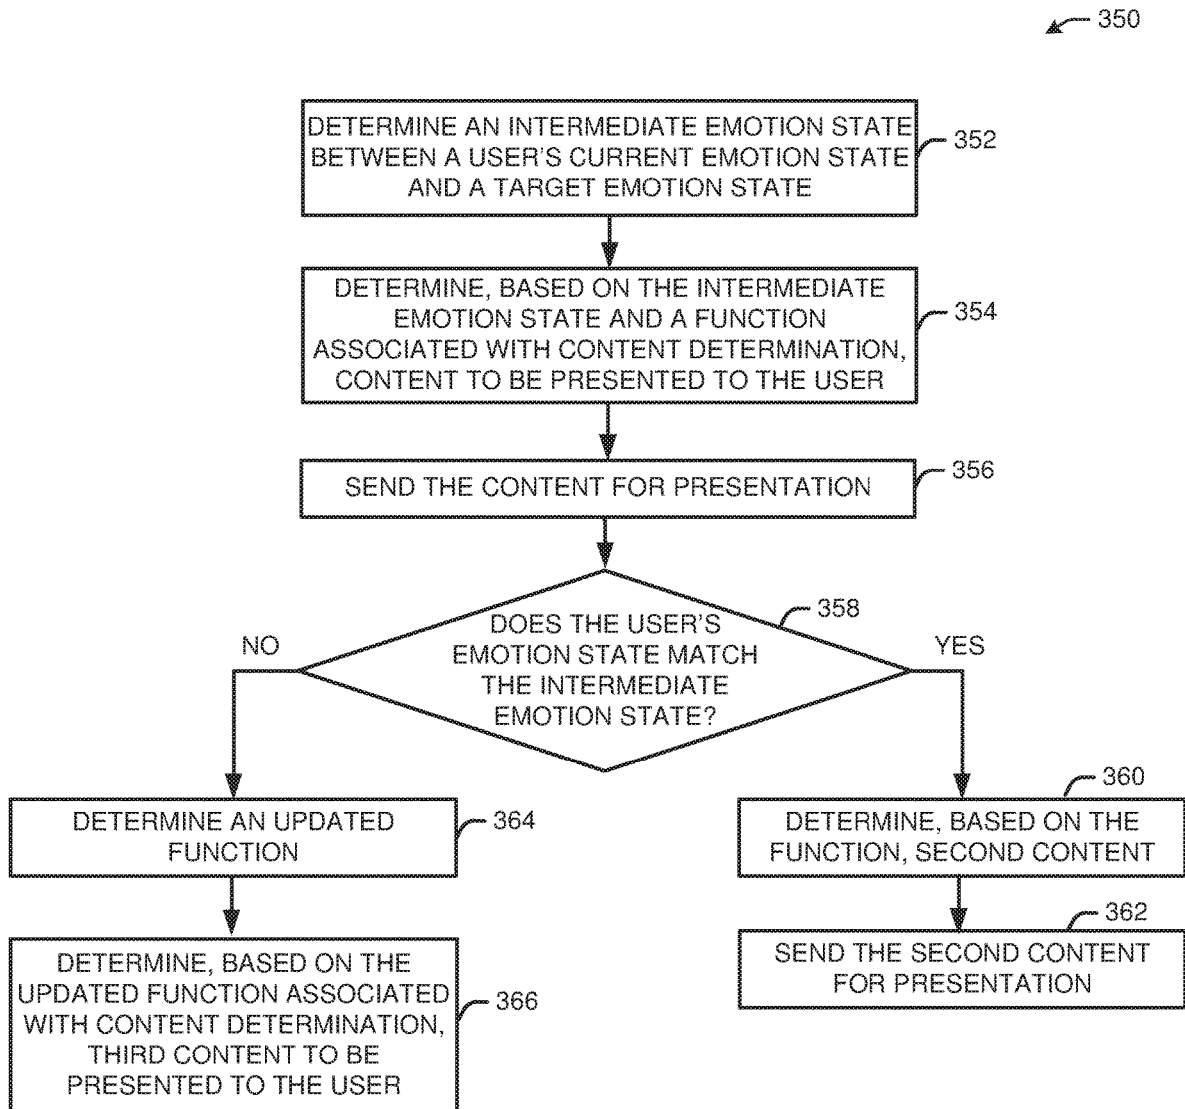 350
DETERMINE AN INTERMEDIATE EMOTION STATE
BETWEEN A USER'S CURRENT EMOTION STATE
AND A TARGET EMOTION STATE
352
DETERMINE, BASED ON THE INTERMEDIATE
EMOTION STATE AND A FUNCTION
ASSOCIATED WITH CONTENT DETERMINATION,
CONTENT TO BE PRESENTED TO THE USER
354
SEND THE CONTENT FOR PRESENTATION
356
DOES THE USER'S
EMOTION STATE MATCH
THE INTERMEDIATE
EMOTION STATE?
358
NO
YES
DETERMINE AN UPDATED
FUNCTION
364
DETERMINE, BASED ON THE
UPDATED FUNCTION ASSOCIATED
WITH CONTENT DETERMINATION,
THIRD CONTENT TO BE
PRESENTED TO THE USER
366
360
DETERMINE, BASED ON THE
FUNCTION, SECOND CONTENT
362
SEND THE SECOND CONTENT
FOR PRESENTATION